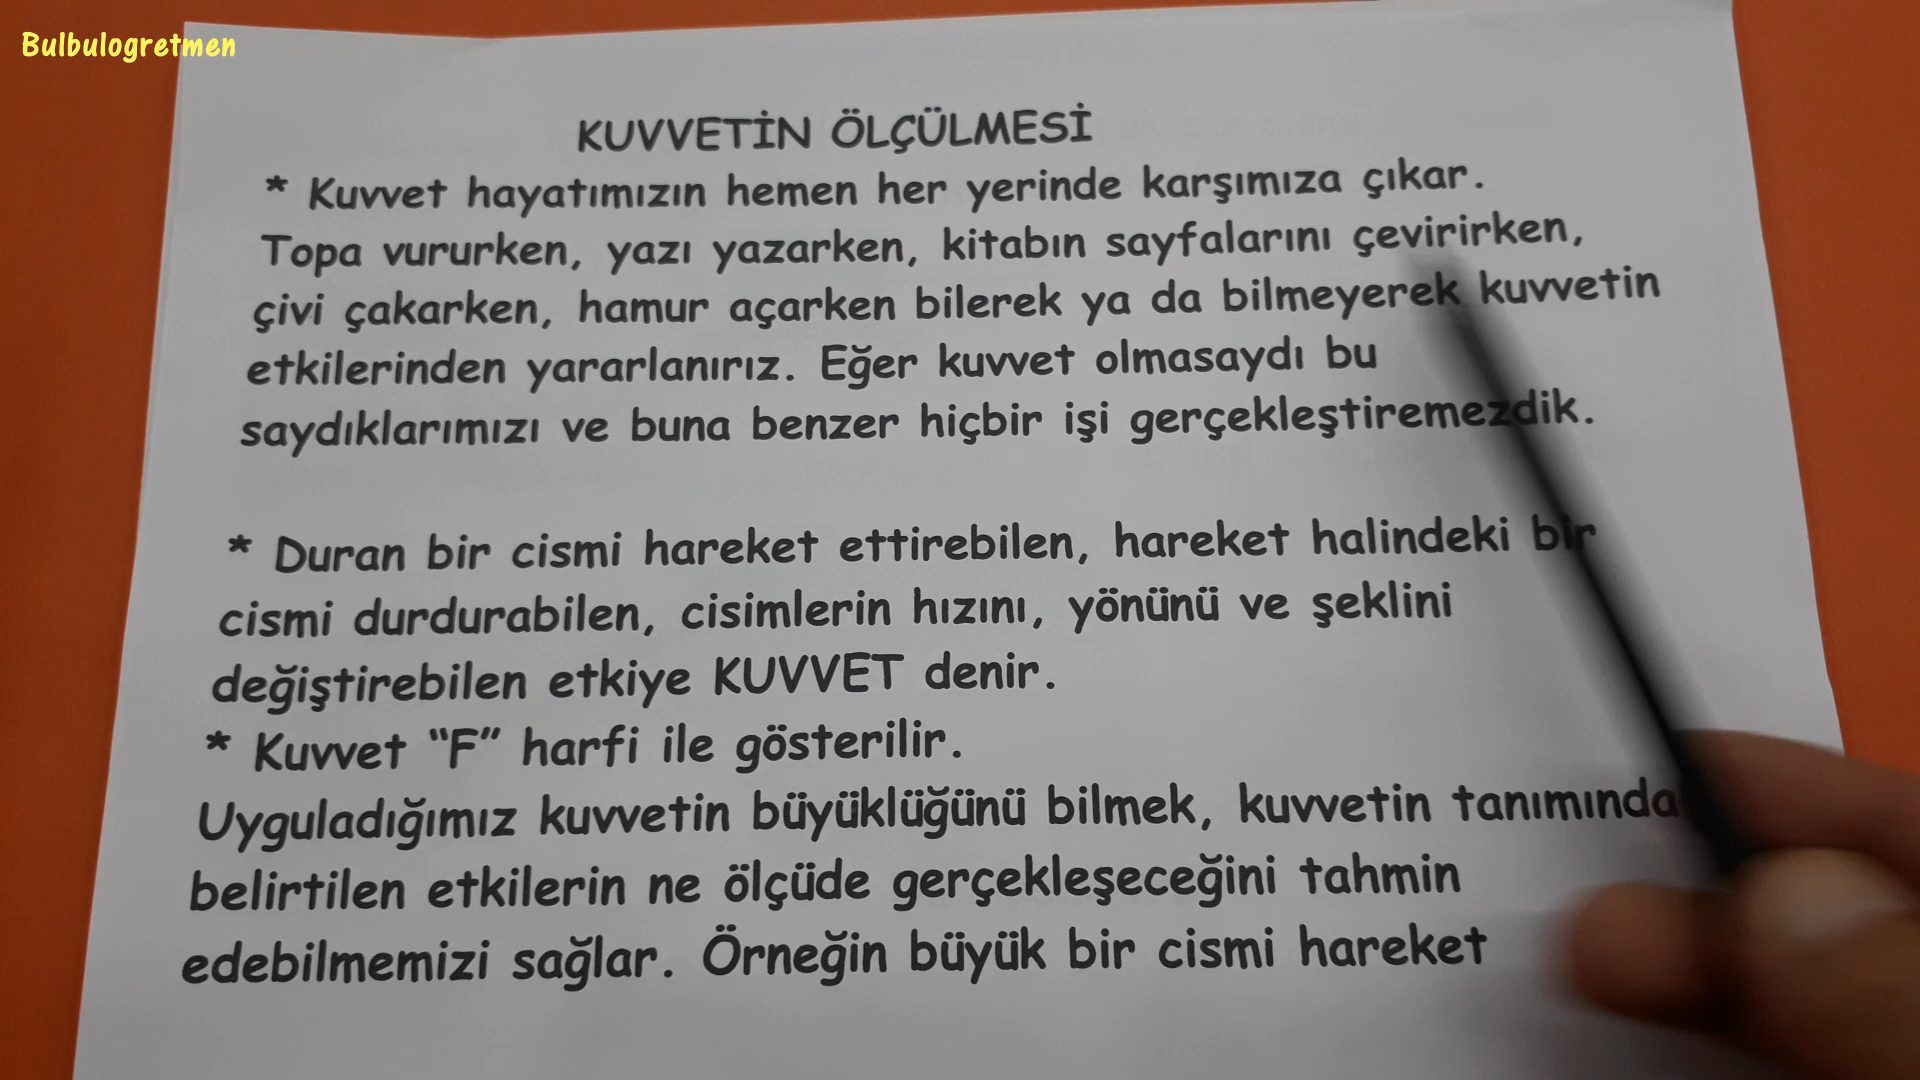 Bulbulogretmen
KUVVETİN ÖLÇÜLMESİ
* Kuvvet hayatımızın hemen her yerinde karşımıza çıkar.
Topa vururken, yazı yazarken, kitabın sayfalarını çevirirken,
çivi çakarken, hamur açarken bilerek ya da bilmeyerek kuvvetin
etkilerinden yararlanırız. Eğer kuvvet olmasaydı bu
saydıklarımızı ve buna benzer hiçbir işi gerçekleştiremezdik.
* Duran bir cismi hareket ettirebilen, hareket halindeki bir
cismi durdurabilen, cisimlerin hızını, yönünü ve şeklini
değiştirebilen etkiye KUVVET denir.
* Kuvvet “F” harfi ile gösterilir.
Uyguladığımız kuvvetin büyüklüğünü bilmek, kuvvetin tanımında
belirtilen etkilerin ne ölçüde gerçekleşeceğini tahmin
edebilmemizi sağlar. Örneğin büyük bir cismi hareket